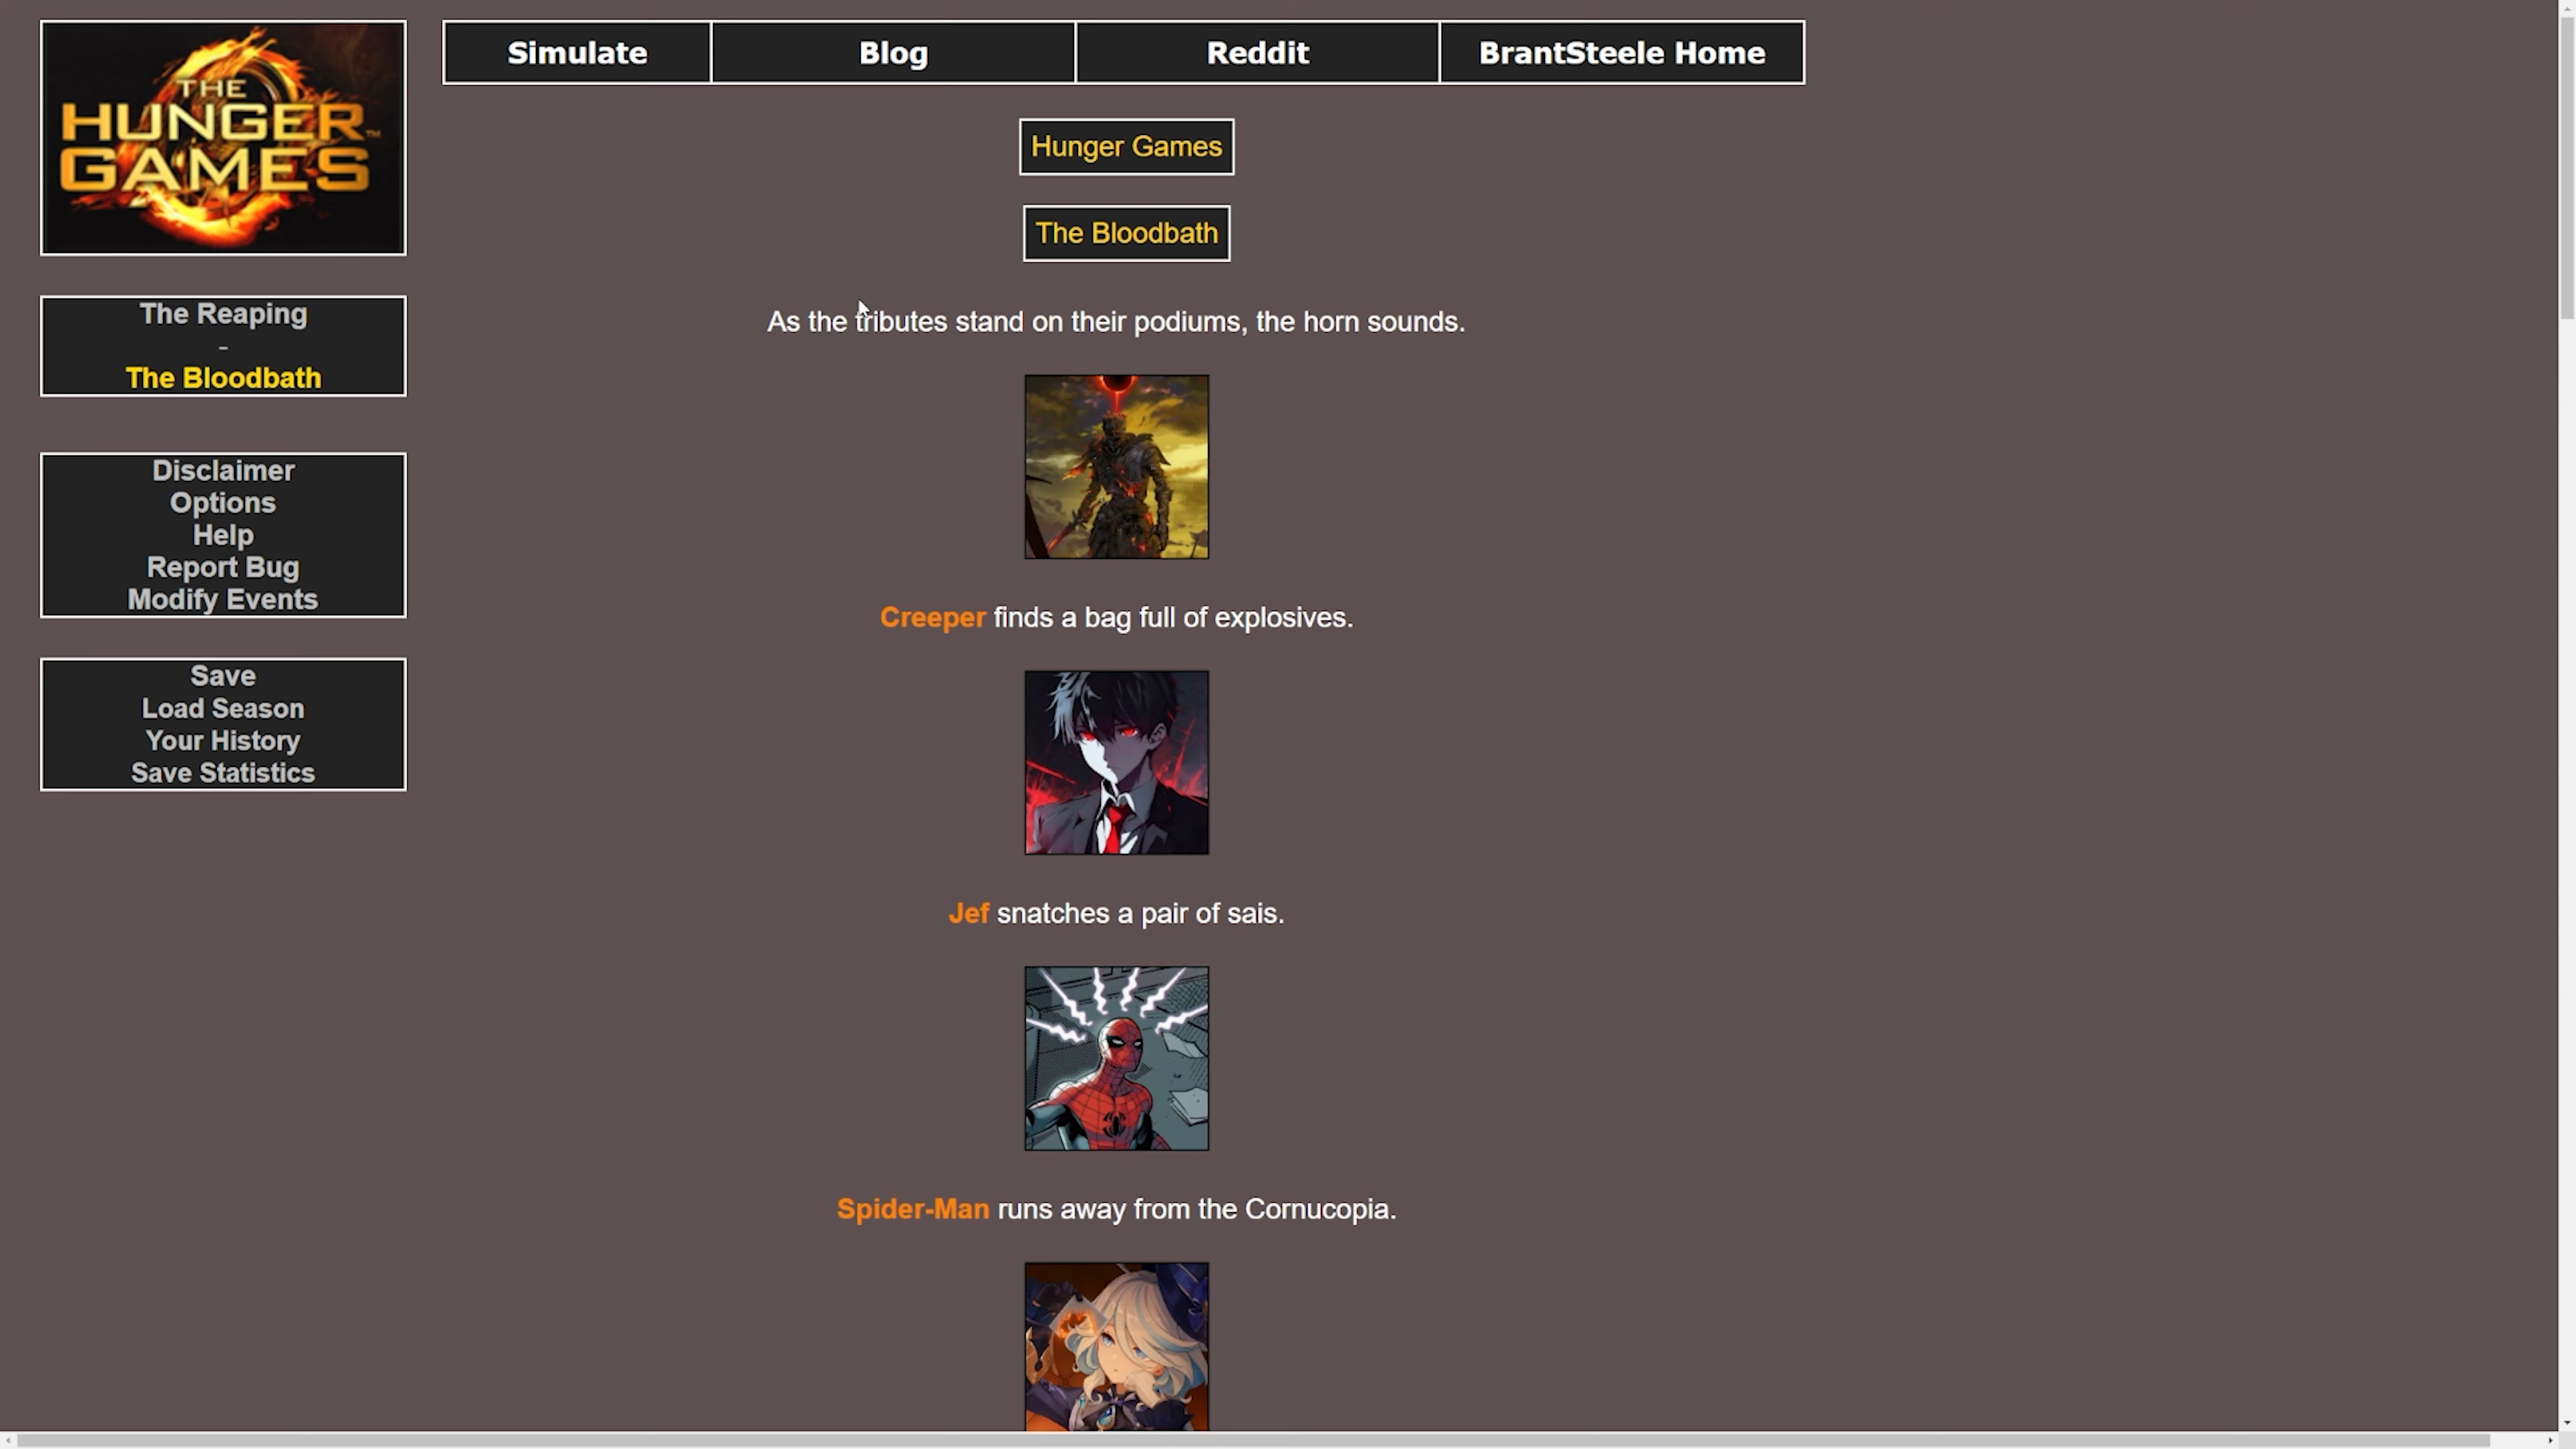 THE
HUNGER
GAMES
Simulate
Blog
Reddit
BrantSteele Home
The Reaping
-
The Bloodbath
Disclaimer
Options
Help
Report Bug
Modify Events
Save
Load Season
Your History
Save Statistics
Hunger Games
The Bloodbath
As the tributes stand on their podiums, the horn sounds.
Creeper finds a bag full of explosives.
Jef snatches a pair of sais.
Spider-Man runs away from the Cornucopia.